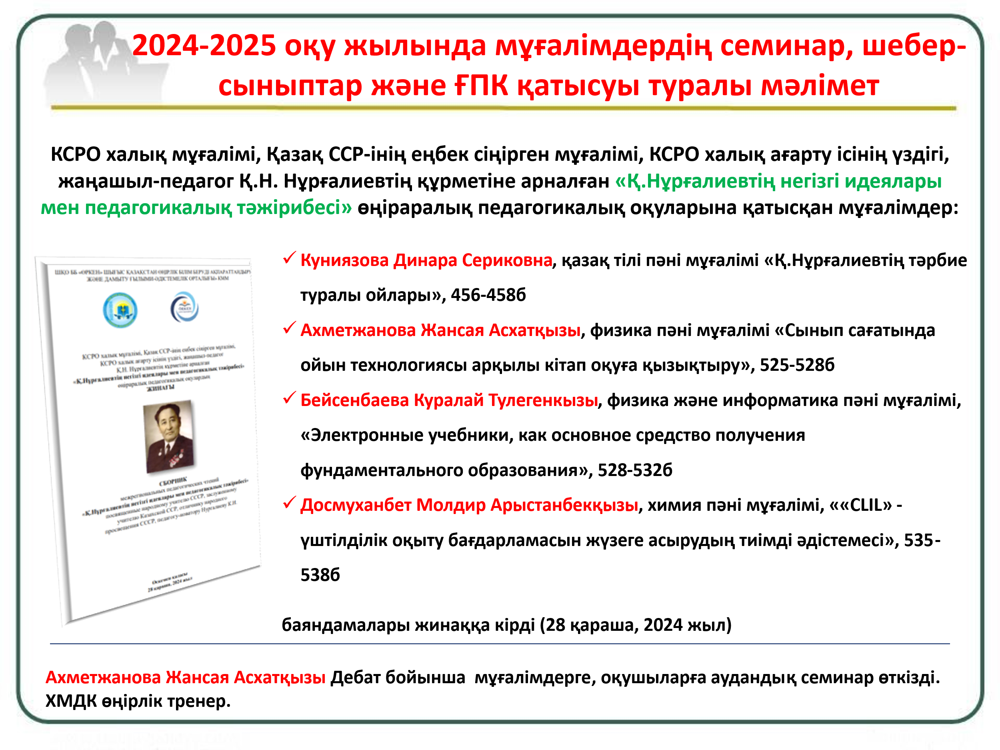 2024-2025 оқу жылында мұғалімдердің семинар, шебер-
сыныптар және ҒПК қатысуы туралы мәлімет
КСРО халық мұғалімі, Қазақ ССР-інің еңбек сіңірген мұғалімі, КСРО халық ағарту ісінің үздігі,
жаңашыл-педагог Қ.Н. Нұрғалиевтің құрметіне арналған «Қ.Нұрғалиевтің негізгі идеялары
мен педагогикалық тәжірибесі» өңіраралық педагогикалық оқуларына қатысқан мұғалімдер:
ШҚО ББ «ӨРКЕН» ШЫҒЫС ҚАЗАҚСТАН ӨҢІРЛІК БІЛІМ БЕРУДІ АҚПАРАТТАНДЫРУ
ЖӘНЕ ДАМЫТУ ҒЫЛЫМИ-ӘДІСТЕМЕЛІК ОРТАЛЫҒЫ» КММ
ӨRKEN
КСРО халық мұғалімі, Қазақ ССР-інің еңбек сіңірген мұғалімі,
КСРО халық ағарту ісінің үздігі, жаңашыл-педагог
Қ.Н. Нұрғалиевтің құрметіне арналған
«Қ.Нұрғалиевтің негізгі идеялары мен педагогикалық тәжірибесі»
өңіраралық педагогикалық оқулардың
ЖИНАҒЫ
СБОРНИК
межрегиональных педагогических чтений
«Қ.Нұрғалиевтің негізгі идеялары мен педагогикалық тәжірибесі»
посвященные народному учителю СССР, заслуженному
учителю Казахской ССР, отличнику народного
просвещения СССР, педагогу-новатору Нургалиеву К.Н.
Өскемен қаласы
28 қараша, 2024 жыл
✓ Куниязова Динара Сериковна, қазақ тілі пәні мұғалімі «Қ.Нұрғалиевтің тәрбие
туралы ойлары», 456-458б
✓ Ахметжанова Жансая Асхатқызы, физика пәні мұғалімі «Сынып сағатында
ойын технологиясы арқылы кітап оқуға қызықтыру», 525-528б
✓ Бейсенбаева Куралай Тулегенкызы, физика және информатика пәні мұғалімі,
«Электронные учебники, как основное средство получения
фундаментального образования», 528-532б
✓ Досмуханбет Молдир Арыстанбекқызы, химия пәні мұғалімі, ««CLIL» -
үштілділік оқыту бағдарламасын жүзеге асырудың тиімді әдістемесі», 535-
538б
баяндамалары жинаққа кірді (28 қараша, 2024 жыл)
Ахметжанова Жансая Асхатқызы Дебат бойынша  мұғалімдерге, оқушыларға аудандық семинар өткізді.
ХМДК өңірлік тренер.